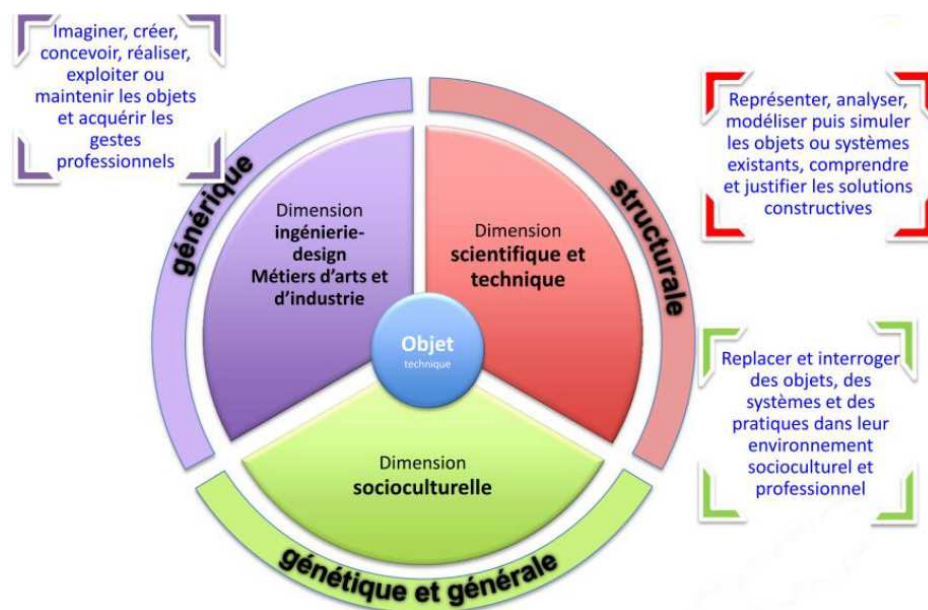 Imaginer, créer,
concevoir, réaliser,
exploiter ou
maintenir les objets
et acquérir les
gestes
professionnels
générique
Dimension
ingénierie-
design
Métiers d'arts et
d'industrie
Dimension
scientifique et
technique
structurale
Représenter, analyser,
modéliser puis simuler
les objets ou systèmes
existants, comprendre
et justifier les solutions
constructives
Objet
technique
Dimension
socioculturelle
génétique et générale
Replacer et interroger
des objets, des
systèmes et des
pratiques dans leur
environnement
socioculturel et
professionnel